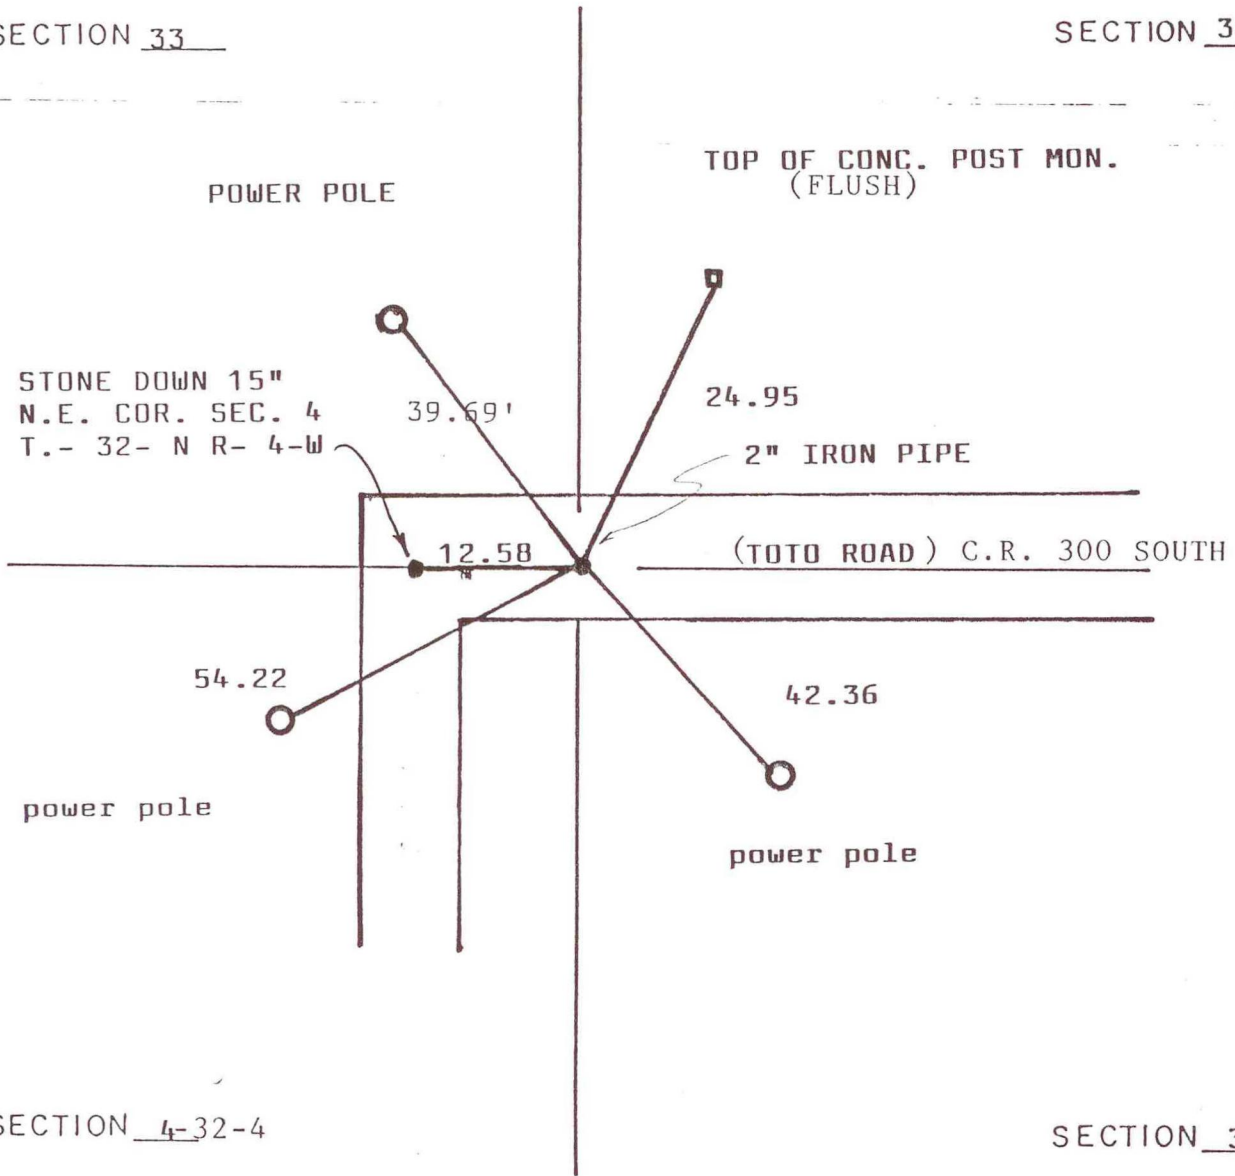 SECTION 33
SECTION 3
TOP OF CONC. POST MON.
(FLUSH)
POWER POLE
STONE DOWN 15"
N.E. COR. SEC. 4
T.- 32- N R- 4-W
39.69'
24.95
2" IRON PIPE
12.58
(TOTO ROAD) C.R. 300 SOUTH
54.22
42.36
power pole
power pole
SECTION 4-32-4
SECTION 3